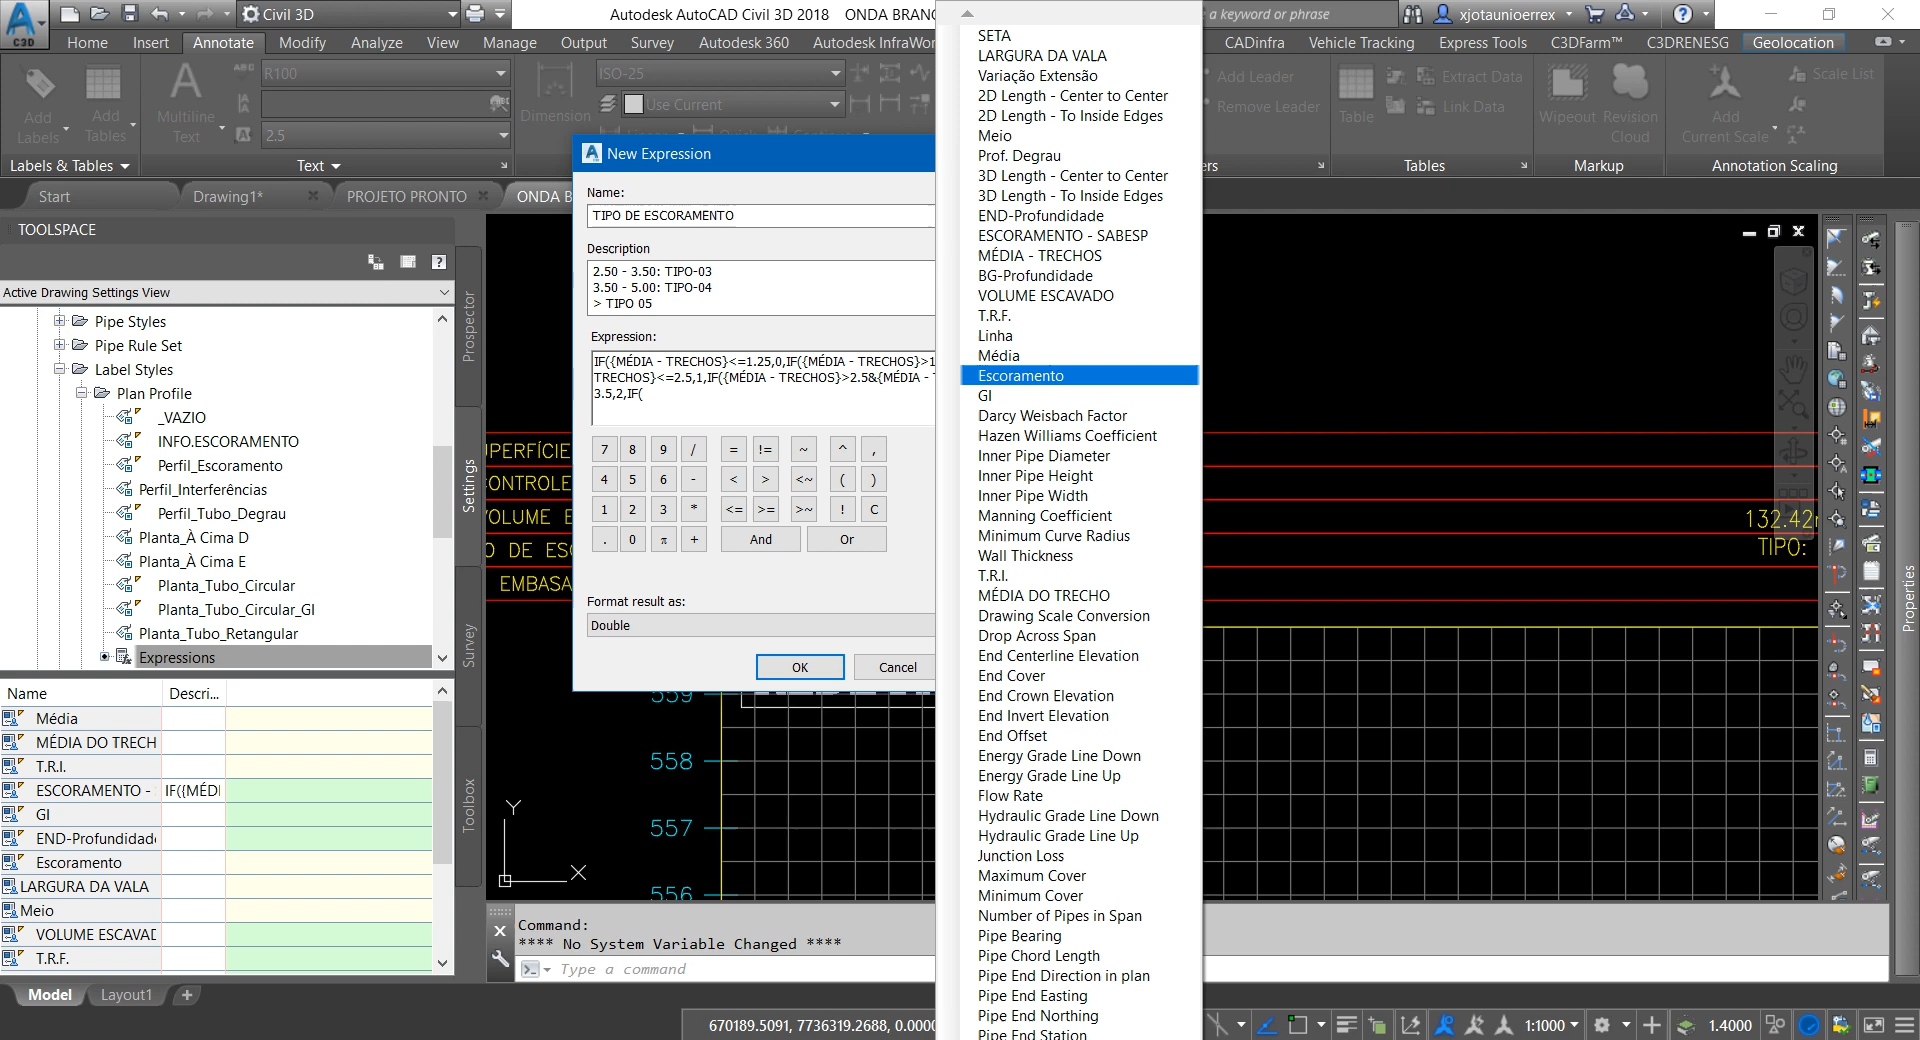 Civil 3D
Autodesk AutoCAD Civil 3D 2018 ONDA BRANC
a keyword or phrase
xjotaunioerrex
C3D
Home Insert Annotate Modify Analyze View Manage Output Survey Autodesk 360 Autodesk InfraWor
CADinfra Vehicle Tracking Express Tools C3DFarm™ C3DRENESG Geolocation
R100
ISO-25
Use Current
2.5
Add Labels
Add Tables
Multiline Text
Dimension
Add Leader
Remove Leader
Table
Extract Data
Link Data
Wipeout
Revision Cloud
Add Current Scale
Scale List
Labels & Tables
Text
ers
Tables
Markup
Annotation Scaling
Start
Drawing1*
PROJETO PRONTO
ONDA B
TOOLSPACE
Active Drawing Settings View
Pipe Styles
Pipe Rule Set
Label Styles
Plan Profile
_VAZIO
INFO.ESCORAMENTO
Perfil_Escoramento
Perfil_Interferências
Perfil_Tubo_Degrau
Planta_À Cima D
Planta_À Cima E
Planta_Tubo_Circular
Planta_Tubo_Circular_GI
Planta_Tubo_Retangular
Expressions
Prospector
Settings
Survey
Toolbox
Name Descri...
Média
MÉDIA DO TRECH
T.R.I.
ESCORAMENTO - IF({MÉDI
GI
END-Profundidade
Escoramento
LARGURA DA VALA
Meio
VOLUME ESCAVAD
T.R.F.
Model Layout1 +
New Expression
Name:
TIPO DE ESCORAMENTO
Description
2.50 - 3.50: TIPO-03
3.50 - 5.00: TIPO-04
> TIPO 05
Expression:
IF({MÉDIA - TRECHOS}<=1.25,0,IF({MÉDIA - TRECHOS}>1
TRECHOS}<=2.5,1,IF({MÉDIA - TRECHOS}>2.5&{MÉDIA - T
3.5,2,IF(
7 8 9 / = != ~ ^ ,
4 5 6 - < > <~ ( )
1 2 3 * <= >= >~ ! C
. 0 π + And Or
Format result as:
Double
OK Cancel
SETA
LARGURA DA VALA
Variação Extensão
2D Length - Center to Center
2D Length - To Inside Edges
Meio
Prof. Degrau
3D Length - Center to Center
3D Length - To Inside Edges
END-Profundidade
ESCORAMENTO - SABESP
MÉDIA - TRECHOS
BG-Profundidade
VOLUME ESCAVADO
T.R.F.
Linha
Média
Escoramento
GI
Darcy Weisbach Factor
Hazen Williams Coefficient
Inner Pipe Diameter
Inner Pipe Height
Inner Pipe Width
Manning Coefficient
Minimum Curve Radius
Wall Thickness
T.R.I.
MÉDIA DO TRECHO
Drawing Scale Conversion
Drop Across Span
End Centerline Elevation
End Cover
End Crown Elevation
End Invert Elevation
End Offset
Energy Grade Line Down
Energy Grade Line Up
Flow Rate
Hydraulic Grade Line Down
Hydraulic Grade Line Up
Junction Loss
Maximum Cover
Minimum Cover
Number of Pipes in Span
Pipe Bearing
Pipe Chord Length
Pipe End Direction in plan
Pipe End Easting
Pipe End Northing
Pipe End Station
UPERFÍCIE
CONTROLE
VOLUME E
O DE ESC
EMBASA
132.42
TIPO:
559
558
557
556
Y
X
Command:
**** No System Variable Changed ****
Type a command
670189.5091, 7736319.2688, 0.0000
1:1000
1.4000
Properties